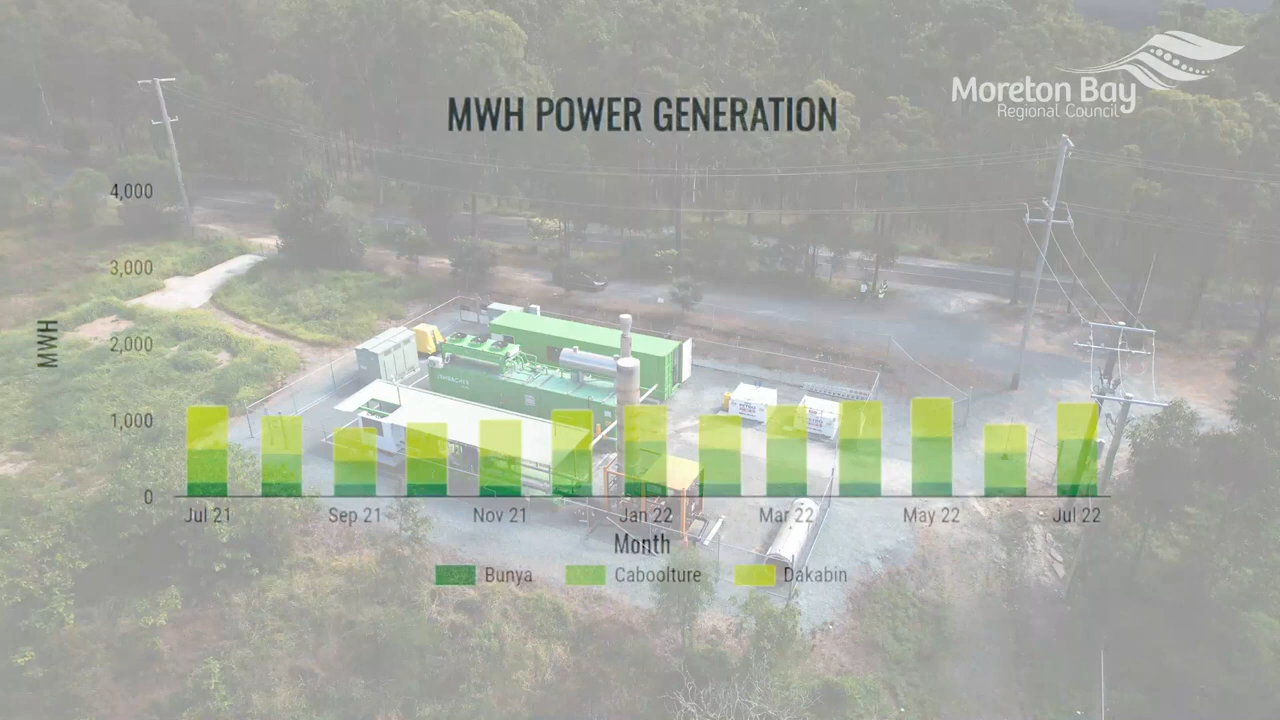 Moreton Bay
Regional Council
MWH POWER GENERATION
4,000
3,000
2,000
1,000
0
MWH
Jul 21
Sep 21
Nov 21
Jan 22
Mar 22
May 22
Jul 22
Month
Bunya
Caboolture
Dakabin